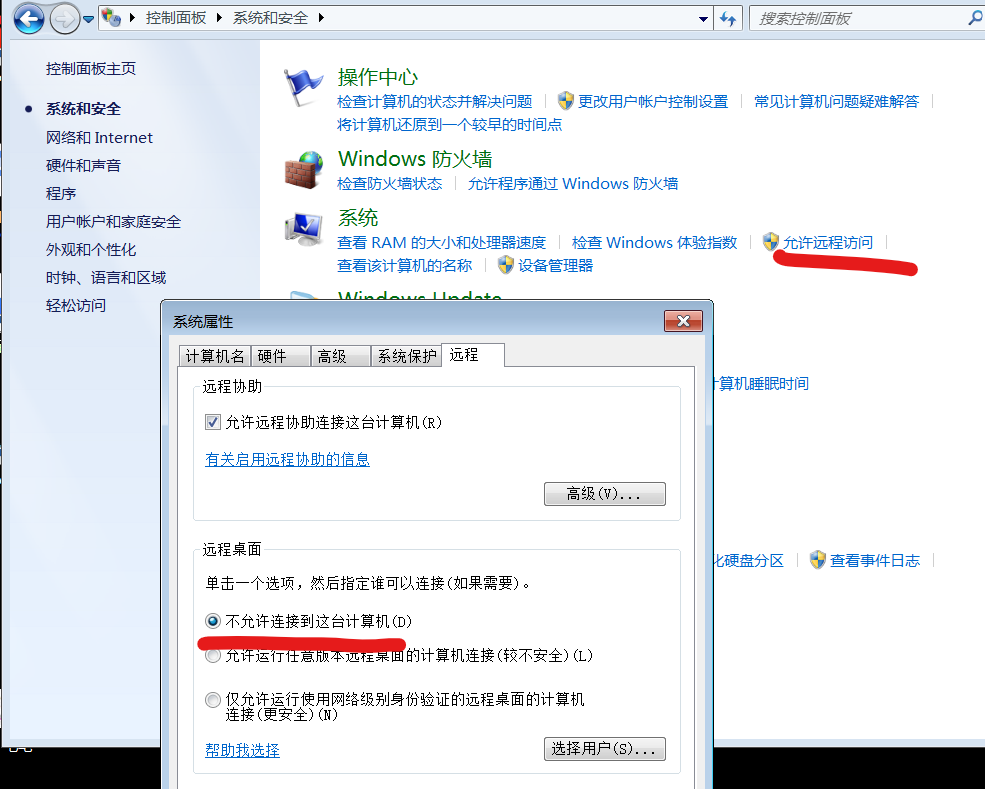 控制面板 系统和安全
搜索控制面板
控制面板主页
系统和安全
网络和 Internet
硬件和声音
程序
用户帐户和家庭安全
外观和个性化
时钟、语言和区域
轻松访问
操作中心
检查计算机的状态并解决问题 更改用户帐户控制设置 常见计算机问题疑难解答
将计算机还原到一个较早的时间点
Windows 防火墙
检查防火墙状态 允许程序通过 Windows 防火墙
系统
查看 RAM 的大小和处理器速度 检查 Windows 体验指数 允许远程访问
查看该计算机的名称 设备管理器
Windows Update
计算机睡眠时间
化硬盘分区 查看事件日志
系统属性
计算机名 硬件 高级 系统保护 远程
远程协助
允许远程协助连接这台计算机(R)
有关启用远程协助的信息
高级(V)...
远程桌面
单击一个选项，然后指定谁可以连接(如果需要)。
不允许连接到这台计算机(D)
允许运行任意版本远程桌面的计算机连接(较不安全)(L)
仅允许运行使用网络级别身份验证的远程桌面的计算机
连接(更安全)(N)
帮助我选择
选择用户(S)...